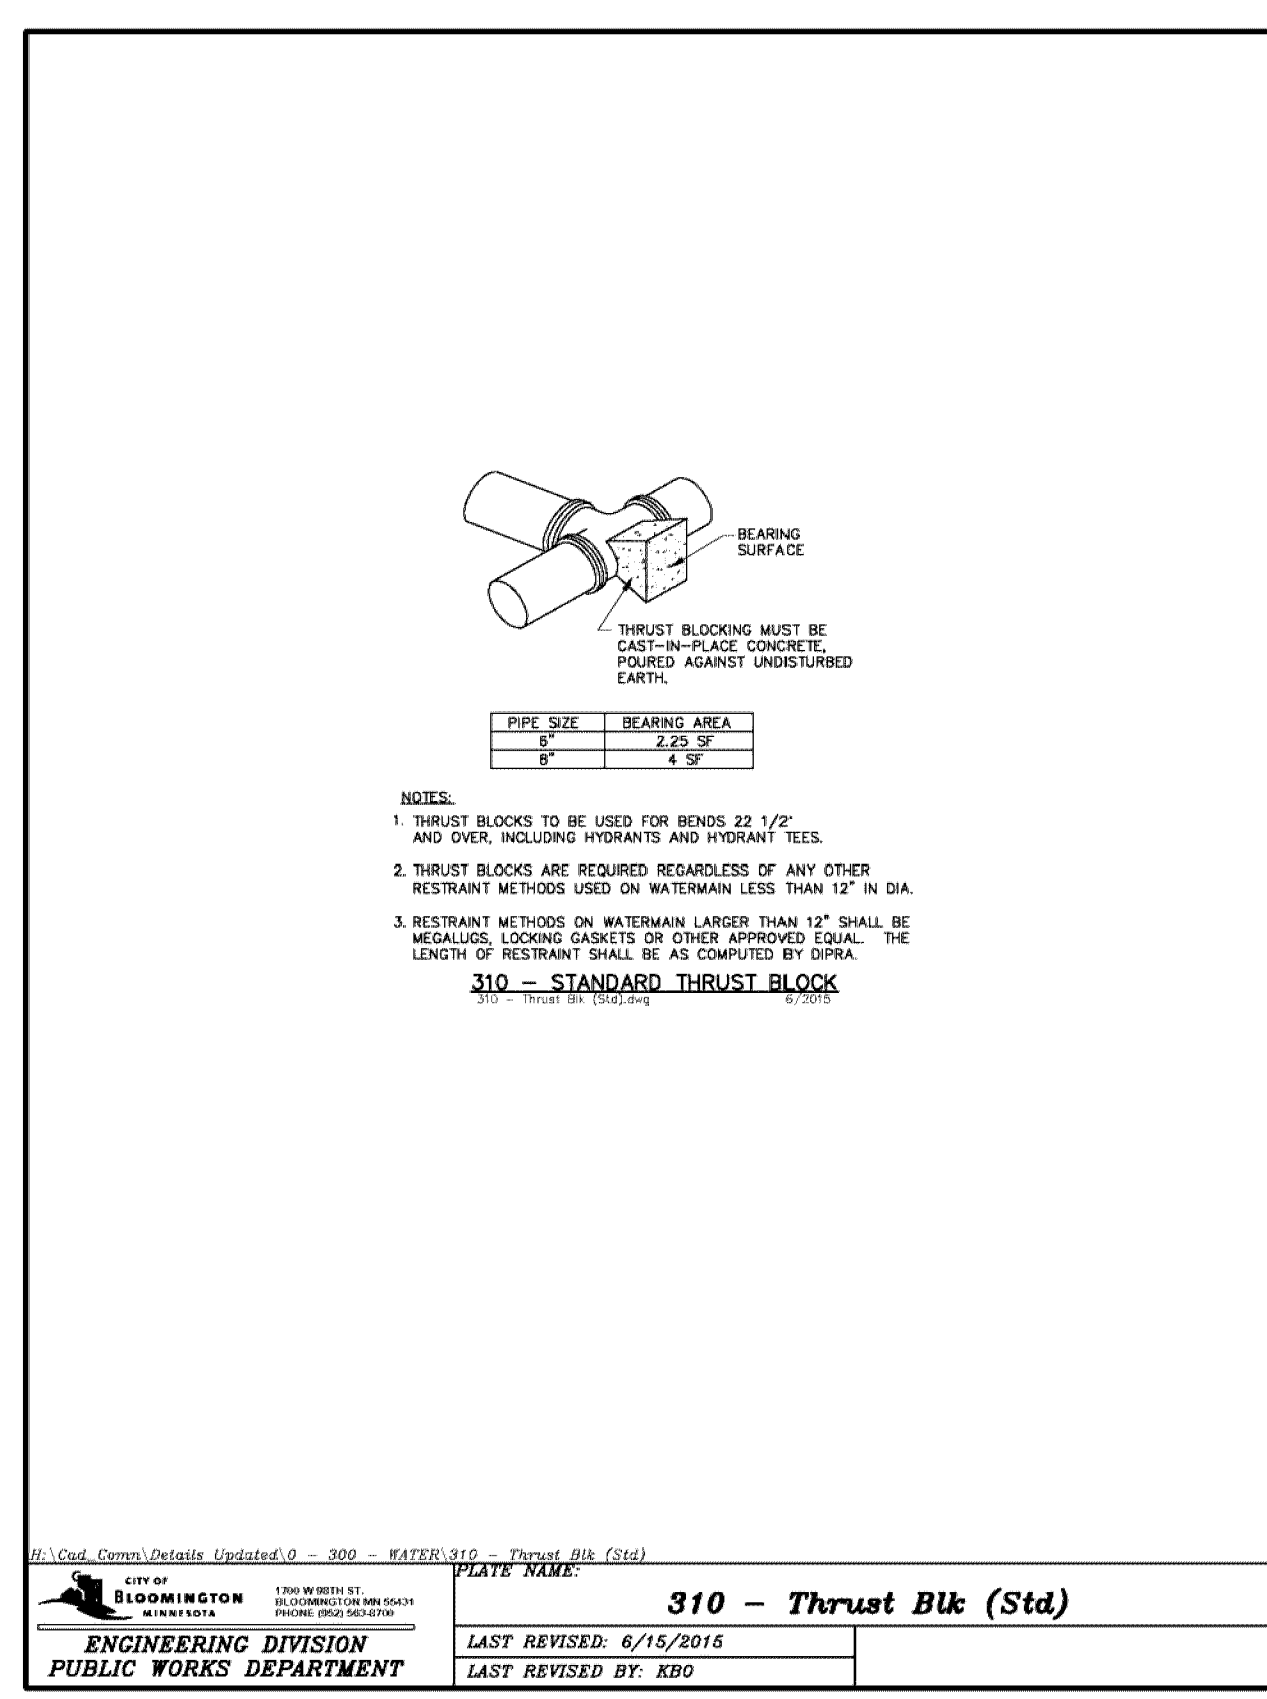 BEARING
SURFACE
THRUST BLOCKING MUST BE
CAST-IN-PLACE CONCRETE,
POURED AGAINST UNDISTURBED
EARTH.
PIPE SIZE BEARING AREA
6" 2.25 SF
8" 4 SF
NOTES:
1. THRUST BLOCKS TO BE USED FOR BENDS 22 1/2°
AND OVER, INCLUDING HYDRANTS AND HYDRANT TEES.
2. THRUST BLOCKS ARE REQUIRED REGARDLESS OF ANY OTHER
RESTRAINT METHODS USED ON WATERMAIN LESS THAN 12" IN DIA.
3. RESTRAINT METHODS ON WATERMAIN LARGER THAN 12" SHALL BE
MEGALUGS, LOCKING GASKETS OR OTHER APPROVED EQUAL. THE
LENGTH OF RESTRAINT SHALL BE AS COMPUTED BY DIPRA.
310 - STANDARD THRUST BLOCK
310 - Thrust Blk (Std).dwg 6/2015
H:\Cad_Comn\Details Updated\0 - 300 - WATER\310 - Thrust Blk (Std)
CITY OF
BLOOMINGTON
MINNESOTA
1700 W 98TH ST.
BLOOMINGTON MN 55431
PHONE (952) 563-8700
ENGINEERING DIVISION
PUBLIC WORKS DEPARTMENT
PLATE NAME:
310 - Thrust Blk (Std)
LAST REVISED: 6/15/2015
LAST REVISED BY: KBO